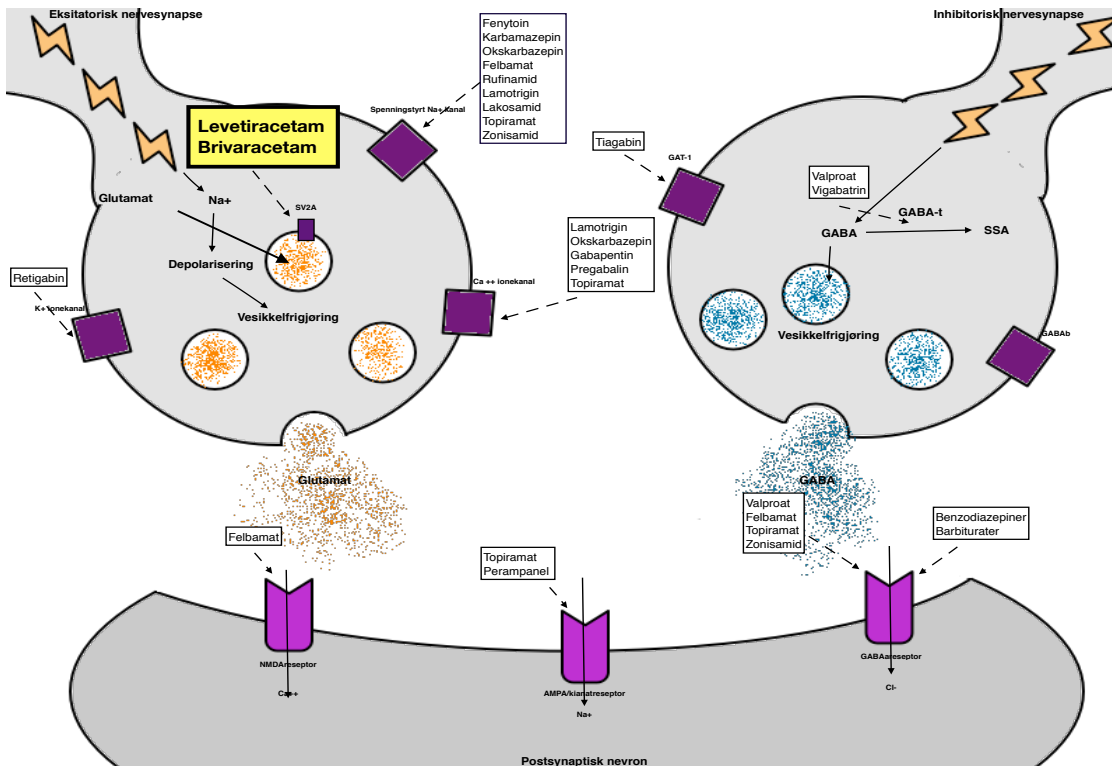 Eksitatorisk nervesynapse
Inhibitorisk nervesynapse
Fenytoin
Karbamazepin
Okskarbazepin
Felbamat
Rufinamid
Lamotrigin
Lakosamid
Topiramat
Zonisamid
Spenningstyrt Na+ Kanal
Levetiracetam
Brivaracetam
Tiagabin
GAT-1
Valproat
Vigabatrin
GABA-t
GABA
SSA
Glutamat
Na+
SV2A
Depolarisering
Vesikkelfrigjøring
Lamotrigin
Okskarbazepin
Gabapentin
Pregabalin
Topiramat
Ca ++ ionekanal
Retigabin
K+ ionekanal
Vesikkelfrigjøring
GABAb
Glutamat
GABA
Felbamat
Topiramat
Perampanel
Valproat
Felbamat
Topiramat
Zonisamid
Benzodiazepiner
Barbiturater
NMDAreseptor
Ca++
AMPA/kianatreseptor
Na+
GABAareseptor
Cl-
Postsynaptisk nevron